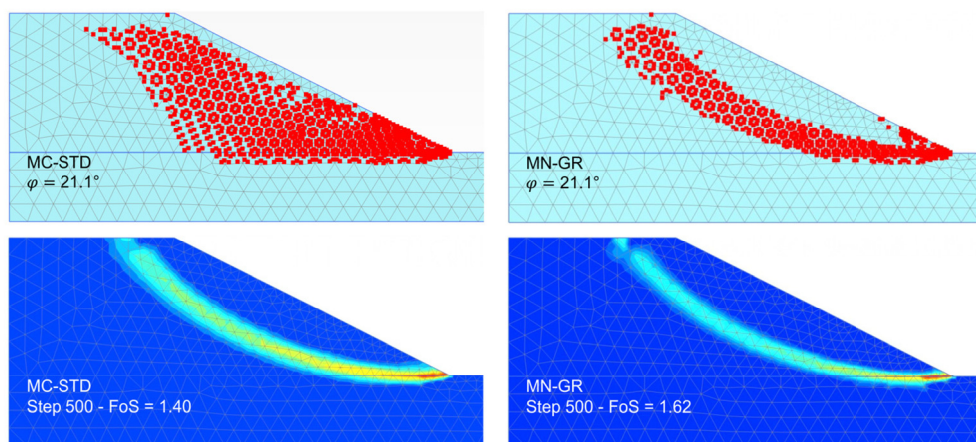 MC-STD
φ = 21.1°
MN-GR
φ = 21.1°
MC-STD
Step 500 - FoS = 1.40
MN-GR
Step 500 - FoS = 1.62